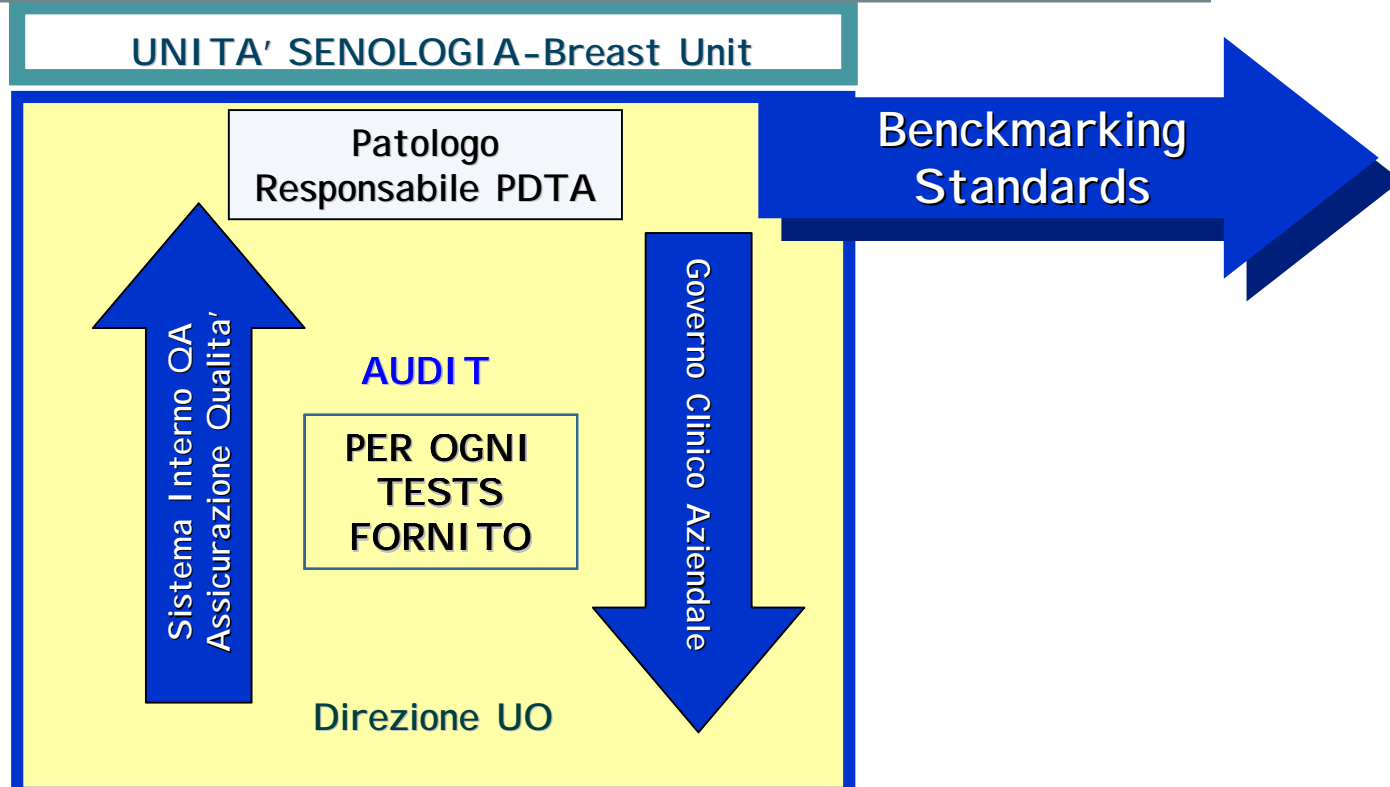 UNITA' SENOLOGIA-Breast Unit
Patologo
Responsabile PDTA
Benckmarking
Standards
Sistema Interno QA
Assicurazione Qualita'
AUDIT
PER OGNI
TESTS
FORNITO
Governo Clinico Aziendale
Direzione UO